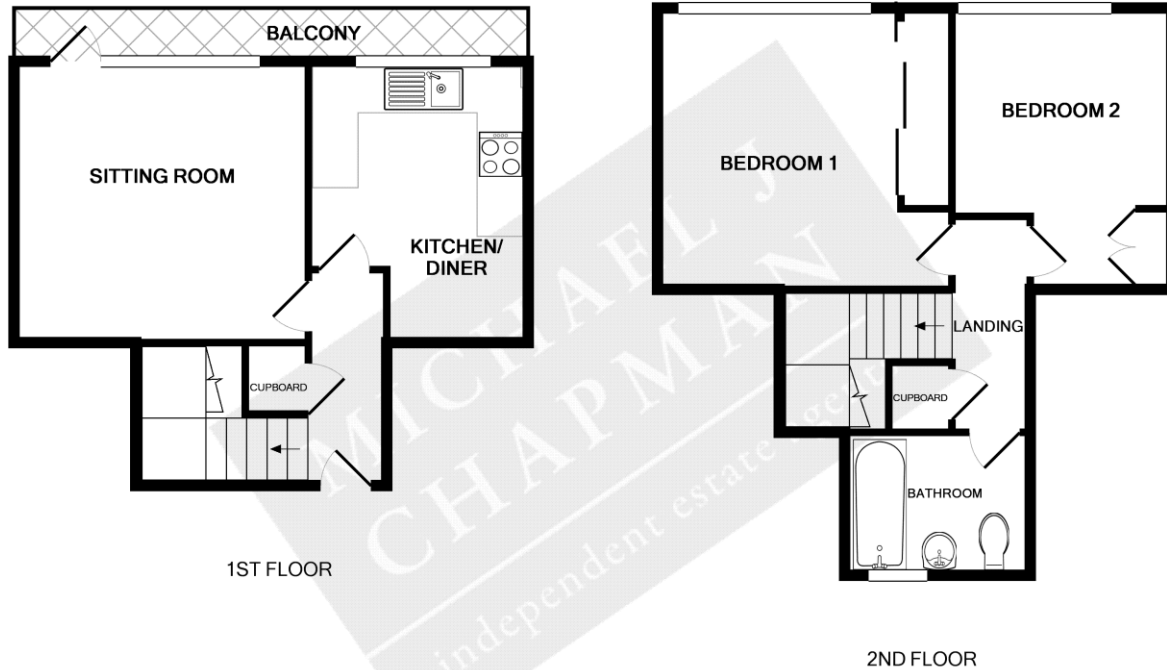 BALCONY
SITTING ROOM
KITCHEN/
DINER
CUPBOARD
1ST FLOOR
BEDROOM 1
BEDROOM 2
LANDING
CUPBOARD
BATHROOM
2ND FLOOR
MICHAEL J
CHAPMAN
independent estate agent